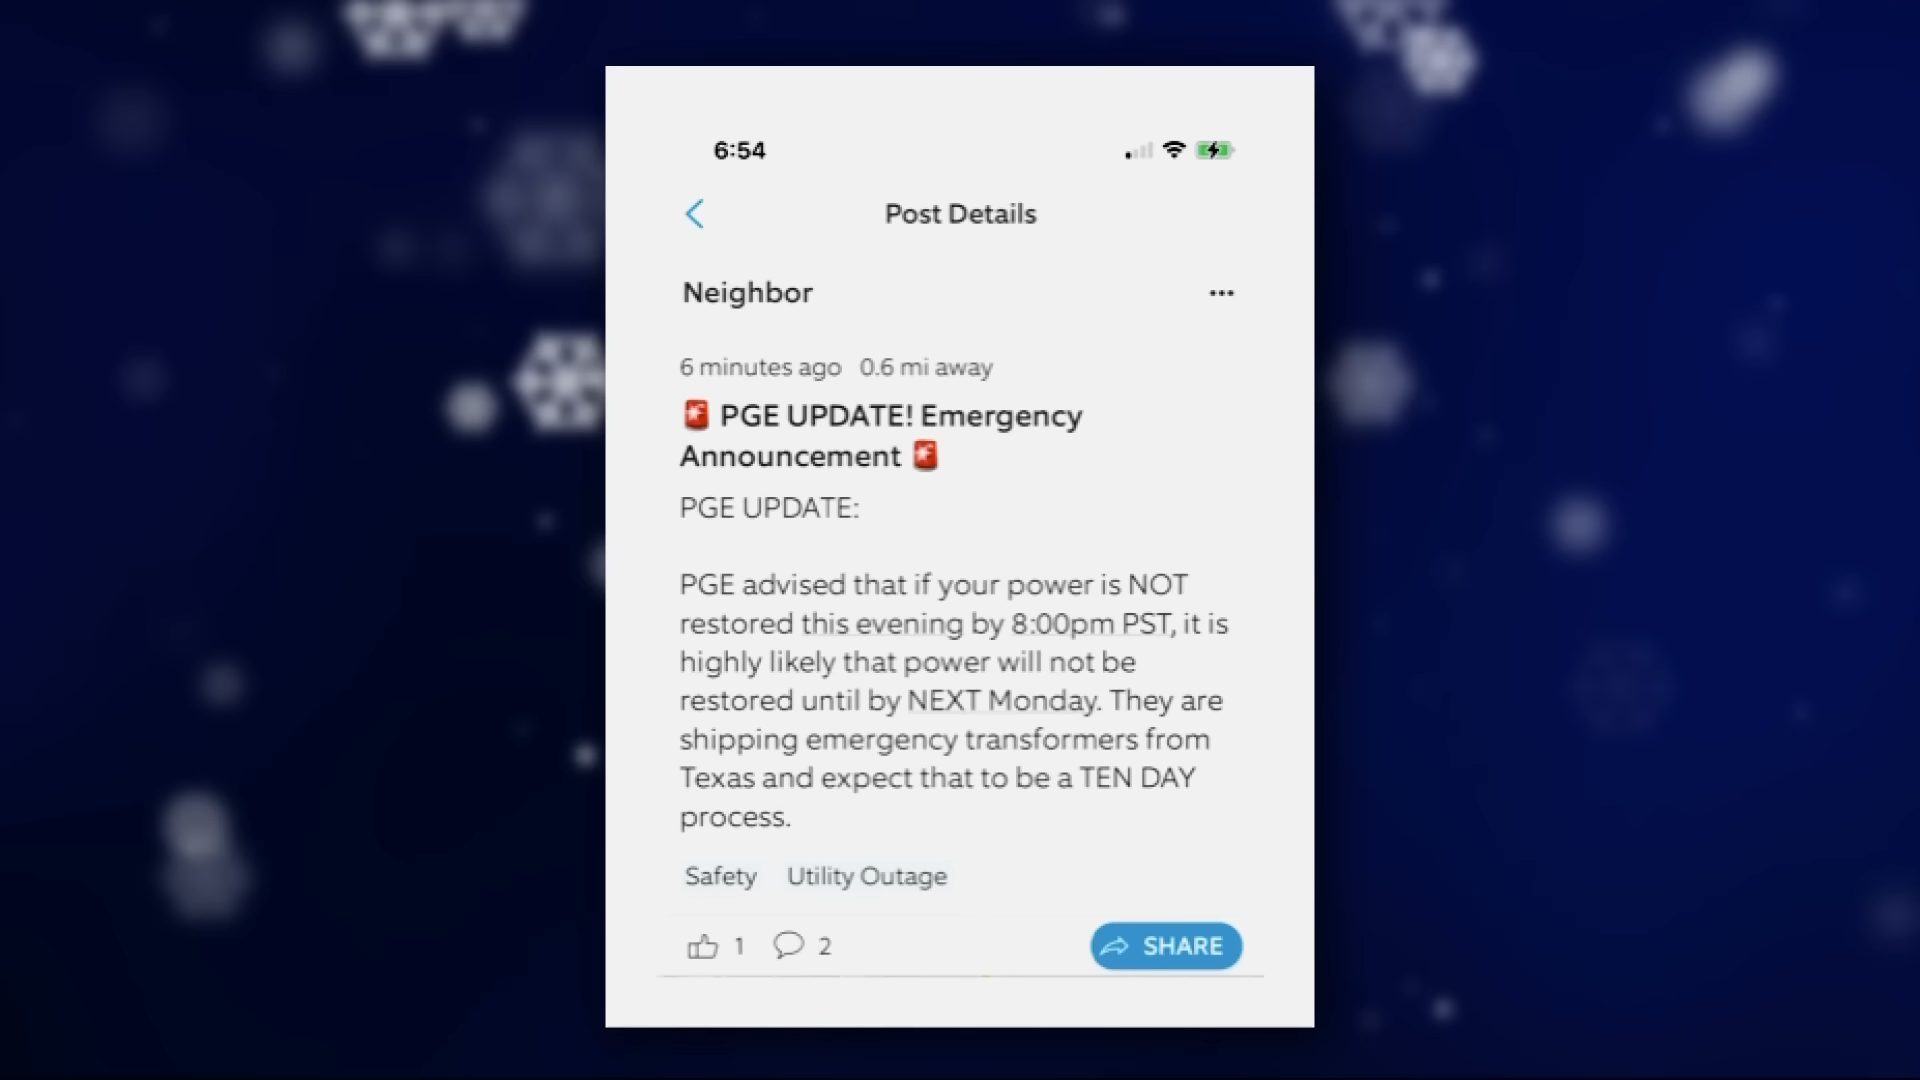 6:54
Post Details
Neighbor
6 minutes ago 0.6 mi away
🚨 PGE UPDATE! Emergency
Announcement 🚨
PGE UPDATE:
PGE advised that if your power is NOT
restored this evening by 8:00pm PST, it is
highly likely that power will not be
restored until by NEXT Monday. They are
shipping emergency transformers from
Texas and expect that to be a TEN DAY
process.
Safety Utility Outage
1 2 SHARE